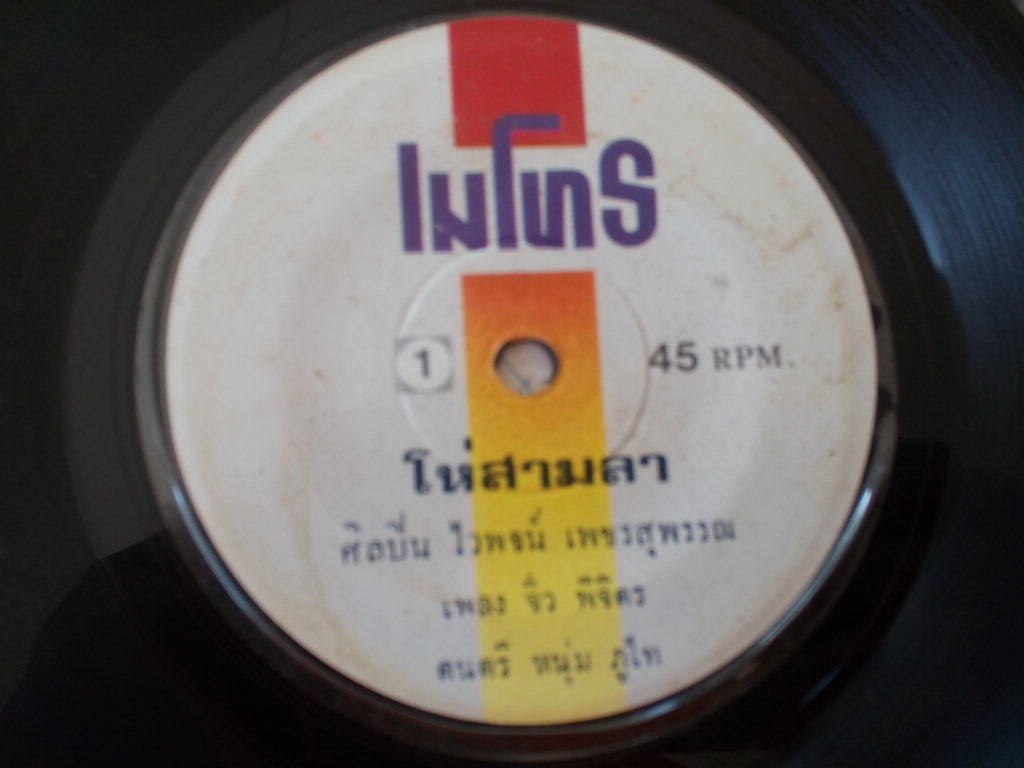 เมโทร
1
45 RPM.
โห่สามลา
ศิลปิน ไวพจน์ เพชรสุพรรณ
เพลง จิ๋ว พิจิตร
ดนตรี หนุ่ม ภูไท